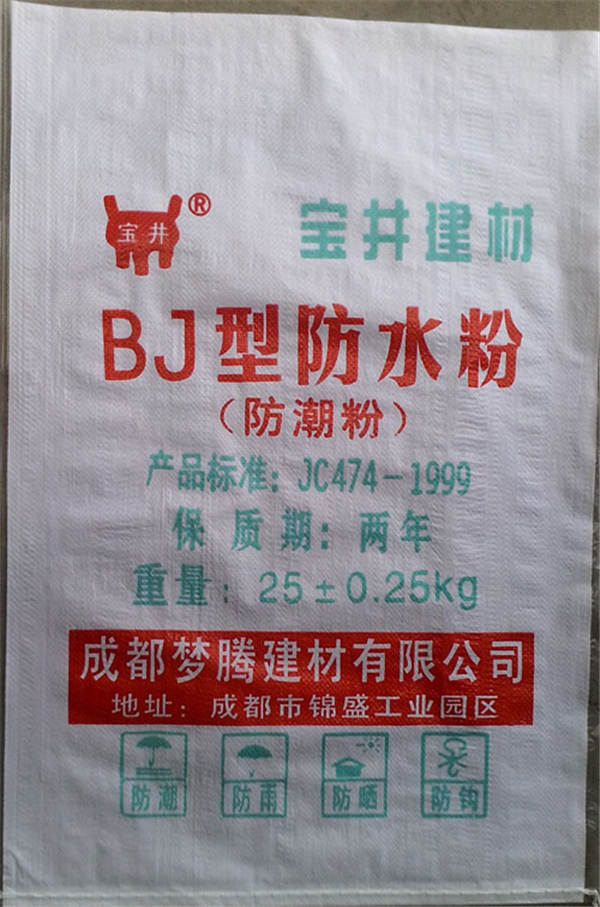 宝井 ®
宝井建材
BJ型防水粉
（防潮粉）
产品标准：JC474－1999
保质期：两年
重量：25±0.25kg
成都梦腾建材有限公司
地址：成都市锦盛工业园区
防潮 防雨 防晒 防钩